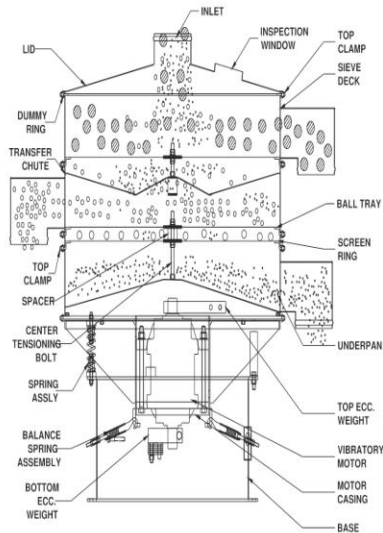 INLET
INSPECTION
WINDOW
TOP
CLAMP
LID
SIEVE
DECK
DUMMY
RING
TRANSFER
CHUTE
BALL TRAY
TOP
CLAMP
SCREEN
RING
SPACER
CENTER
TENSIONING
BOLT
UNDERPAN
SPRING
ASSLY
TOP ECC.
WEIGHT
BALANCE
SPRING
ASSEMBLY
VIBRATORY
MOTOR
BOTTOM
ECC.
WEIGHT
MOTOR
CASING
BASE